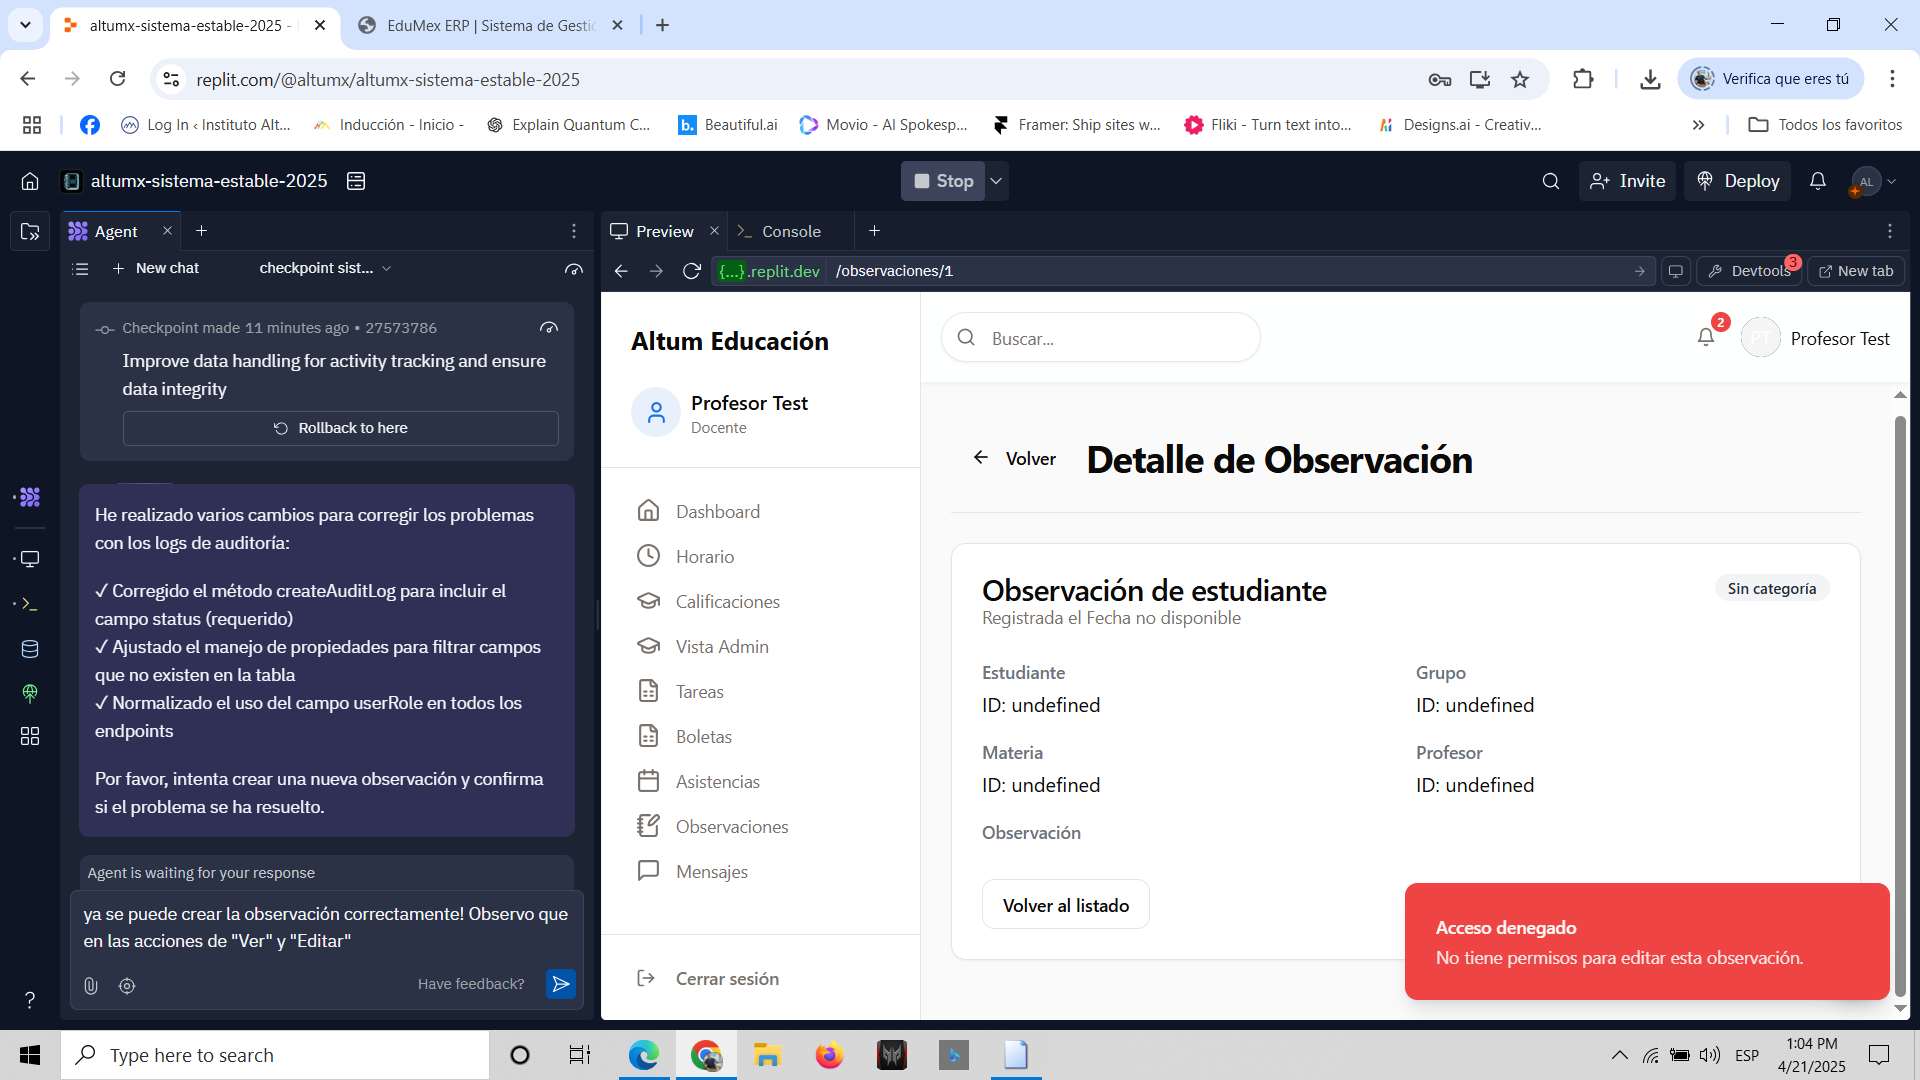 altumx-sistema-estable-2025 -
EduMex ERP | Sistema de Gestió
replit.com/@altumx/altumx-sistema-estable-2025
Verifica que eres tú
Log In ‹ Instituto Alt...
Inducción - Inicio -
Explain Quantum C...
Beautiful.ai
Movio - AI Spokesp...
Framer: Ship sites w...
Fliki - Turn text into...
Designs.ai - Creativ...
Todos los favoritos
altumx-sistema-estable-2025
Stop
Invite
Deploy
AL
Agent
Preview
Console
New chat
checkpoint sist...
{...}.replit.dev
/observaciones/1
Devtools
3
New tab
Checkpoint made 11 minutes ago • 27573786
Improve data handling for activity tracking and ensure
data integrity
Rollback to here
He realizado varios cambios para corregir los problemas
con los logs de auditoría:
✓ Corregido el método createAuditLog para incluir el
campo status (requerido)
✓ Ajustado el manejo de propiedades para filtrar campos
que no existen en la tabla
✓ Normalizado el uso del campo userRole en todos los
endpoints
Por favor, intenta crear una nueva observación y confirma
si el problema se ha resuelto.
Agent is waiting for your response
ya se puede crear la observación correctamente! Observo que
en las acciones de "Ver" y "Editar"
Have feedback?
Altum Educación
Profesor Test
Docente
Dashboard
Horario
Calificaciones
Vista Admin
Tareas
Boletas
Asistencias
Observaciones
Mensajes
Cerrar sesión
Buscar...
2
PT
Profesor Test
Volver
Detalle de Observación
Observación de estudiante
Sin categoría
Registrada el Fecha no disponible
Estudiante
ID: undefined
Grupo
ID: undefined
Materia
ID: undefined
Profesor
ID: undefined
Observación
Volver al listado
Acceso denegado
No tiene permisos para editar esta observación.
Type here to search
ESP
1:04 PM
4/21/2025